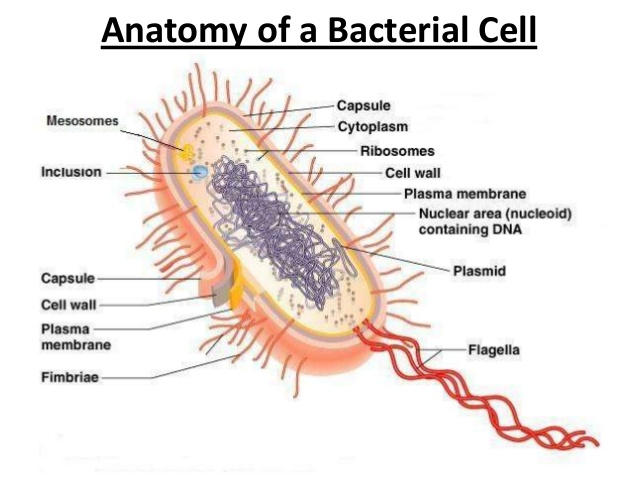 Anatomy of a Bacterial Cell
Capsule
Mesosomes
Cytoplasm
Ribosomes
Inclusion
Cell wall
Plasma membrane
Nuclear area (nucleoid)
containing DNA
Plasmid
Capsule
Cell wall
Plasma
membrane
Flagella
Fimbriae